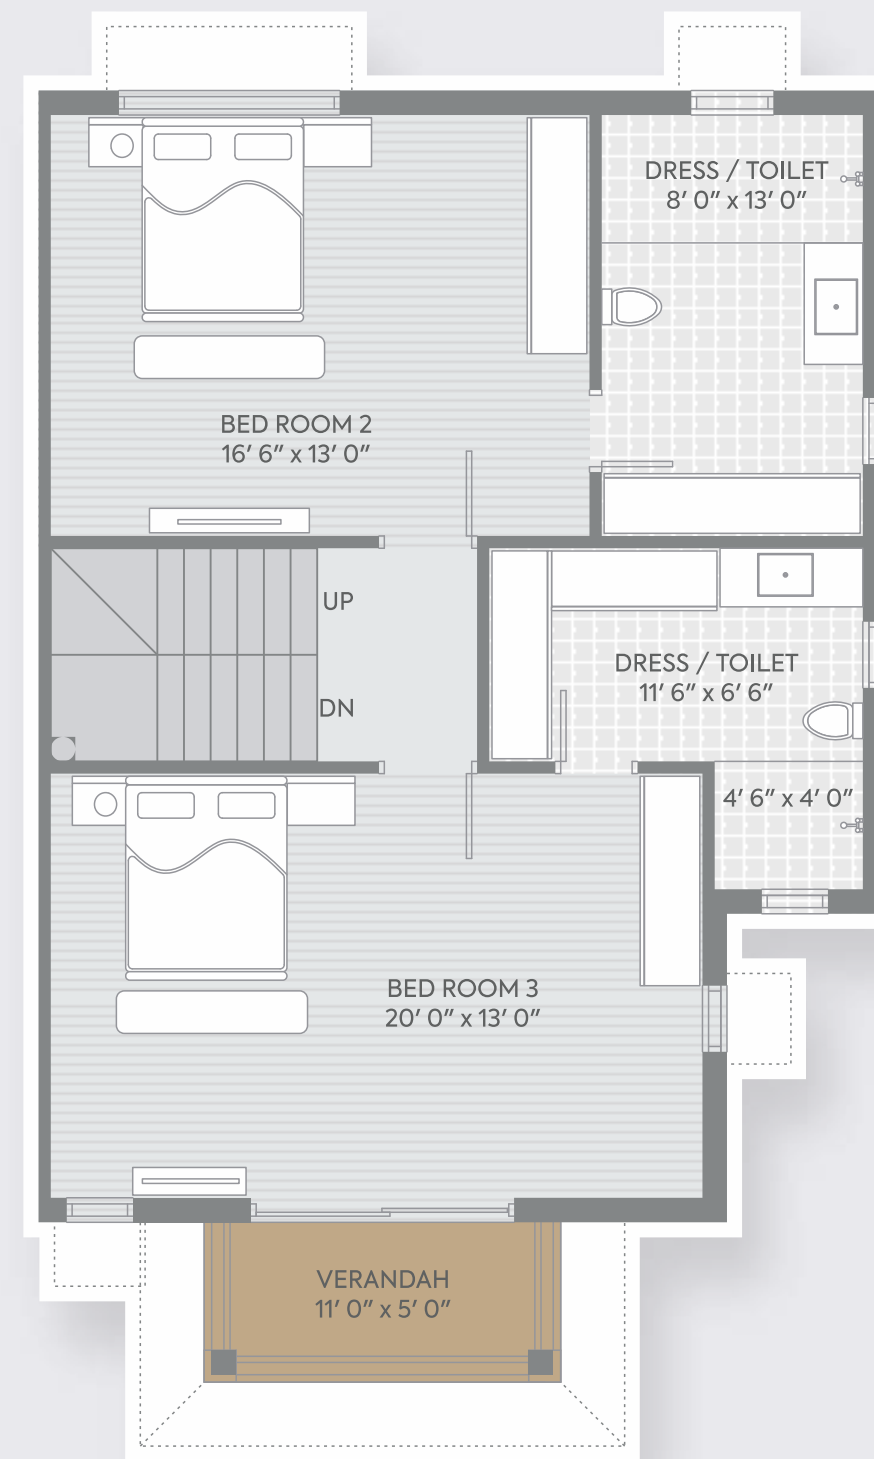 DRESS / TOILET
8’ 0” x 13’ 0”
BED ROOM 2
16’ 6” x 13’ 0”
UP
DRESS / TOILET
11’ 6” x 6’ 6”
DN
4’ 6” x 4’ 0”
BED ROOM 3
20’ 0” x 13’ 0”
VERANDAH
11’ 0” x 5’ 0”